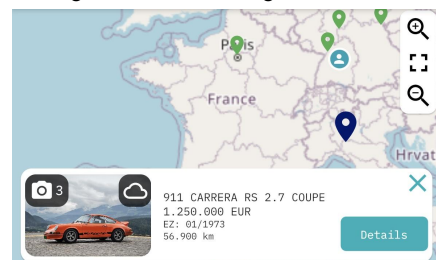 Paris
France
Hrvat
3
911 CARRERA RS 2.7 COUPE
1.250.000 EUR
EZ: 01/1973
56.900 km
Details